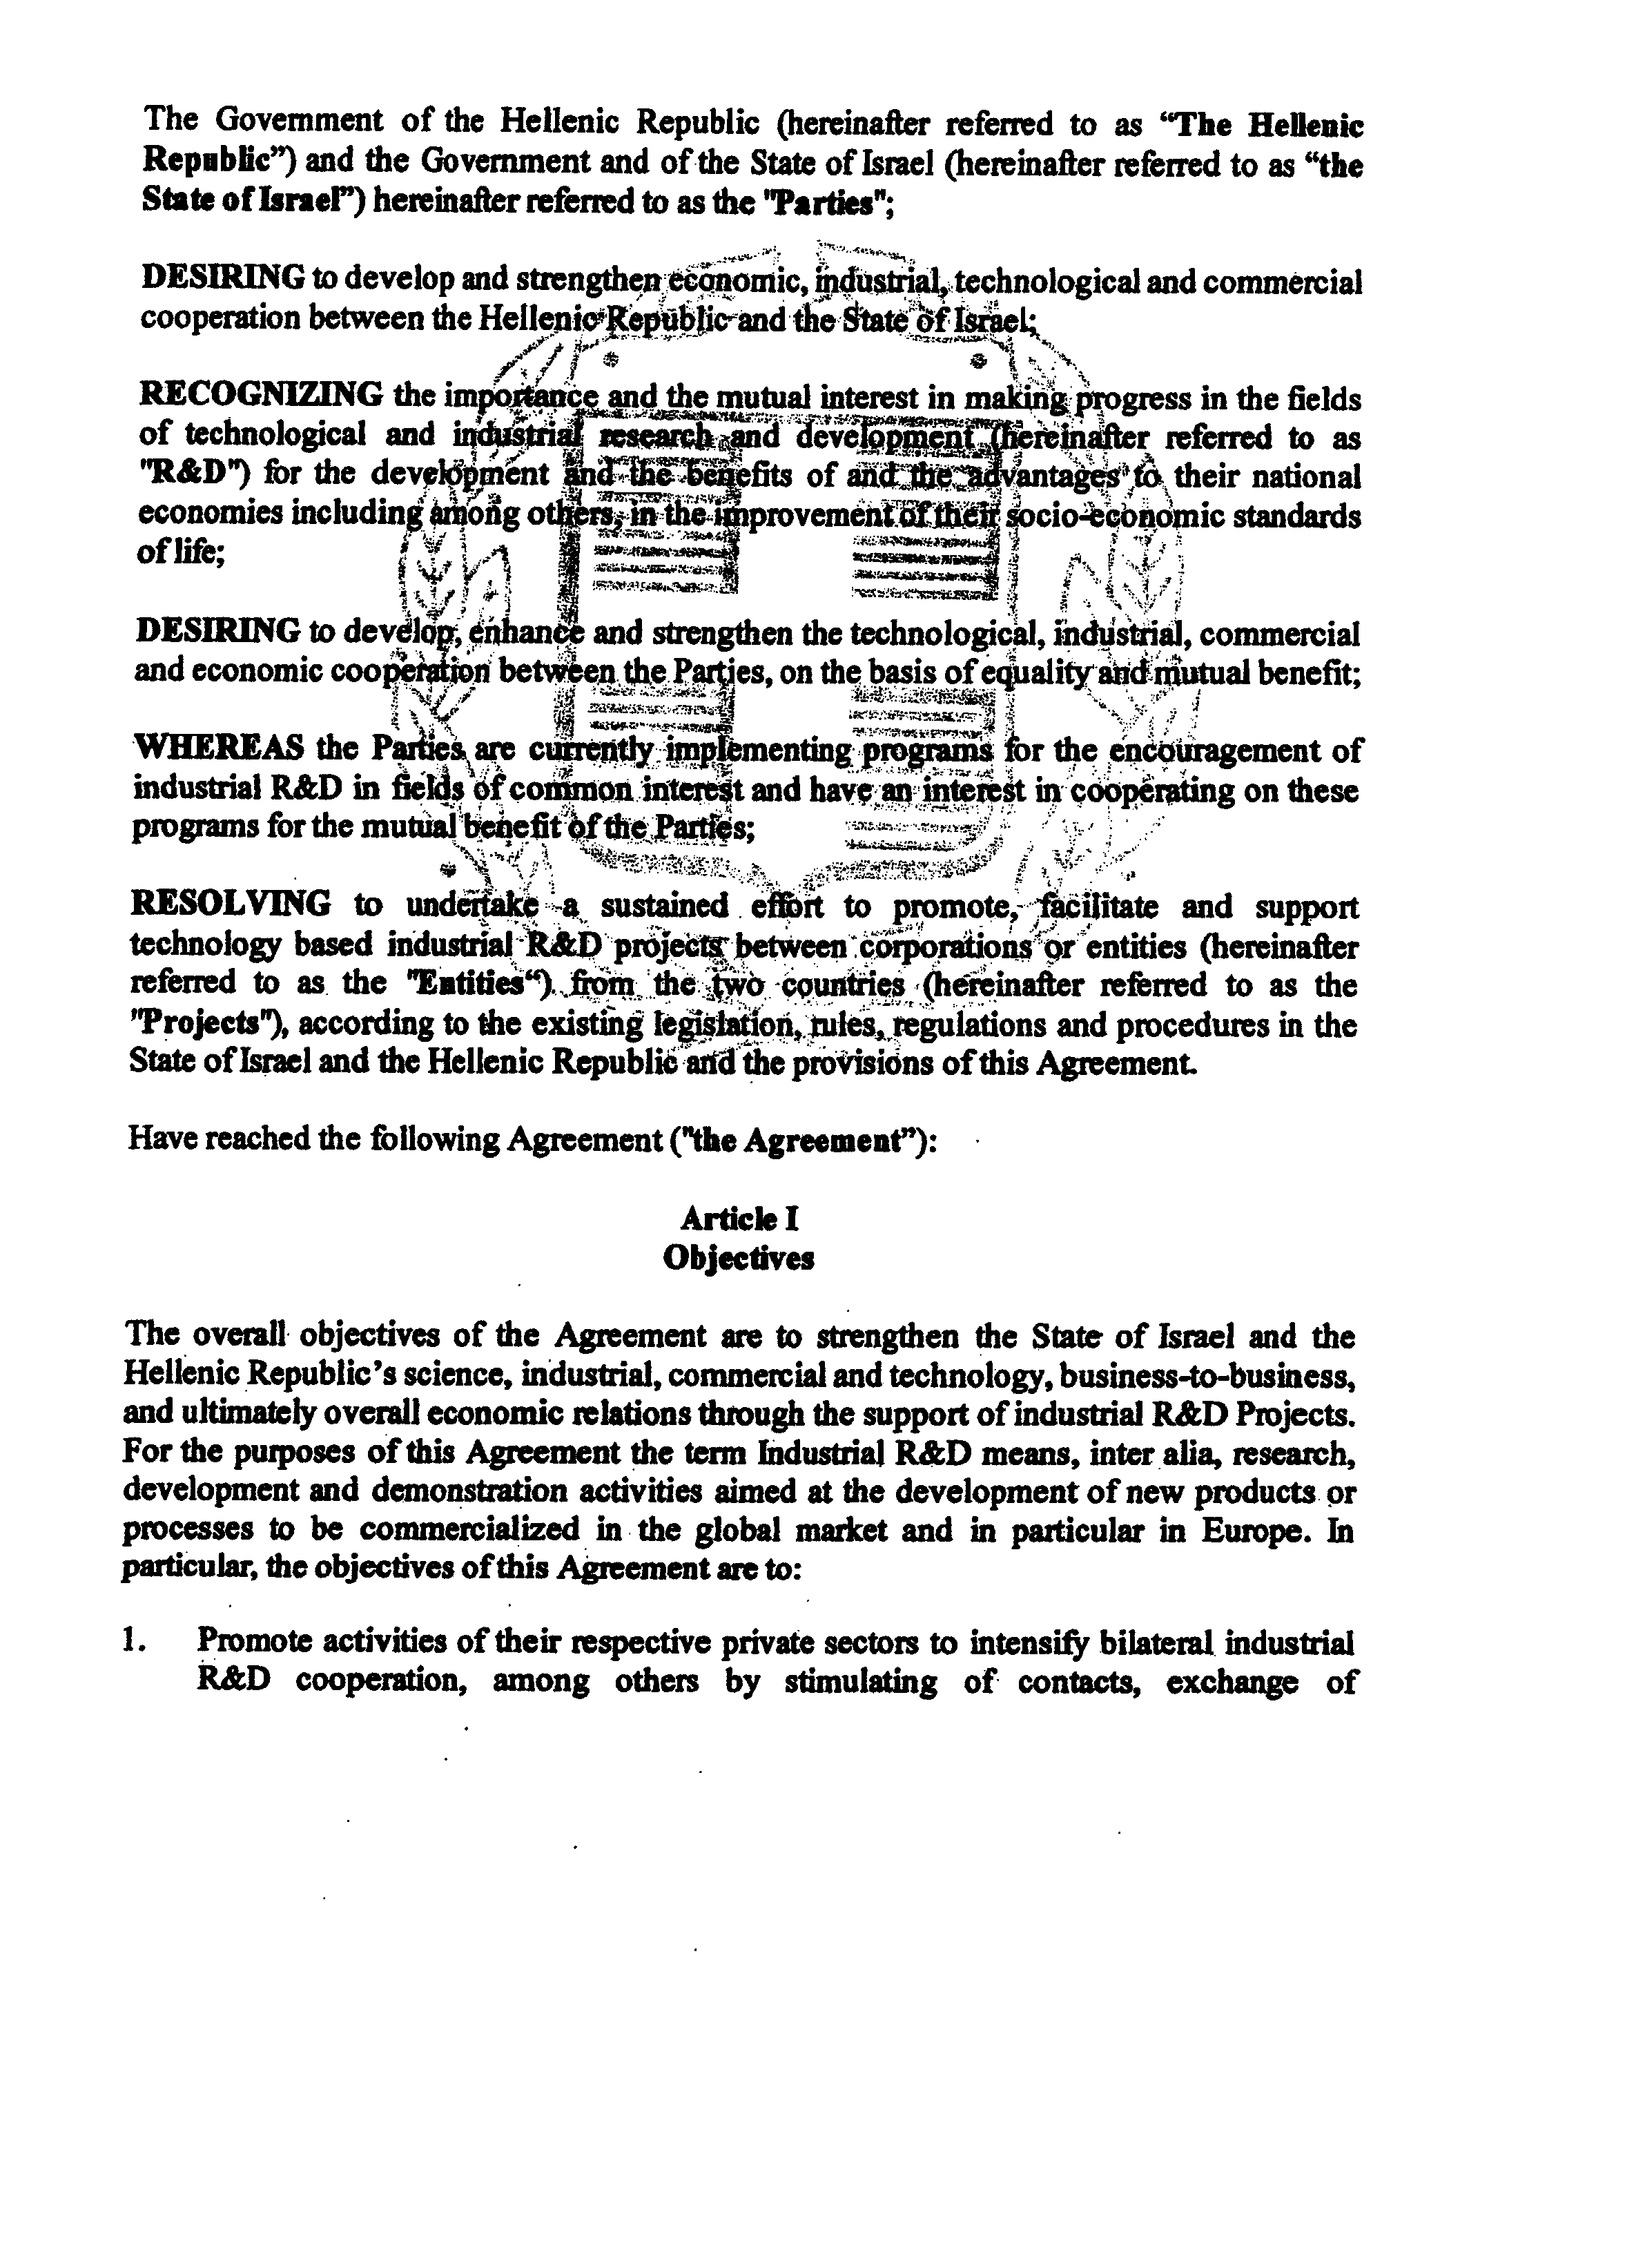 The Government of the Hellenic Republic (hereinafter referred to as “The Hellenic
Republic”) and the Government and of the State of Israel (hereinafter referred to as “the
State of Israel”) hereinafter referred to as the "Parties";
DESIRING to develop and strengthen economic, industrial, technological and commercial
cooperation between the Hellenic Republic and the State of Israel;
RECOGNIZING the importance and the mutual interest in making progress in the fields
of technological and industrial research and development (hereinafter referred to as
"R&D") for the development and the benefits of and the advantages to their national
economies including among others, in the improvement of their socio-economic standards
of life;
DESIRING to develop, enhance and strengthen the technological, industrial, commercial
and economic cooperation between the Parties, on the basis of equality and mutual benefit;
WHEREAS the Parties are currently implementing programs for the encouragement of
industrial R&D in fields of common interest and have an interest in cooperating on these
programs for the mutual benefit of the Parties;
RESOLVING to undertake a sustained effort to promote, facilitate and support
technology based industrial R&D projects between corporations or entities (hereinafter
referred to as the "Entities“) from the two countries (hereinafter referred to as the
"Projects"), according to the existing legislation, rules, regulations and procedures in the
State of Israel and the Hellenic Republic and the provisions of this Agreement.
Have reached the following Agreement ("the Agreement”):
Article I
Objectives
The overall objectives of the Agreement are to strengthen the State of Israel and the
Hellenic Republic’s science, industrial, commercial and technology, business-to-business,
and ultimately overall economic relations through the support of industrial R&D Projects.
For the purposes of this Agreement the term Industrial R&D means, inter alia, research,
development and demonstration activities aimed at the development of new products or
processes to be commercialized in the global market and in particular in Europe. In
particular, the objectives of this Agreement are to:
1. Promote activities of their respective private sectors to intensify bilateral industrial
R&D cooperation, among others by stimulating of contacts, exchange of